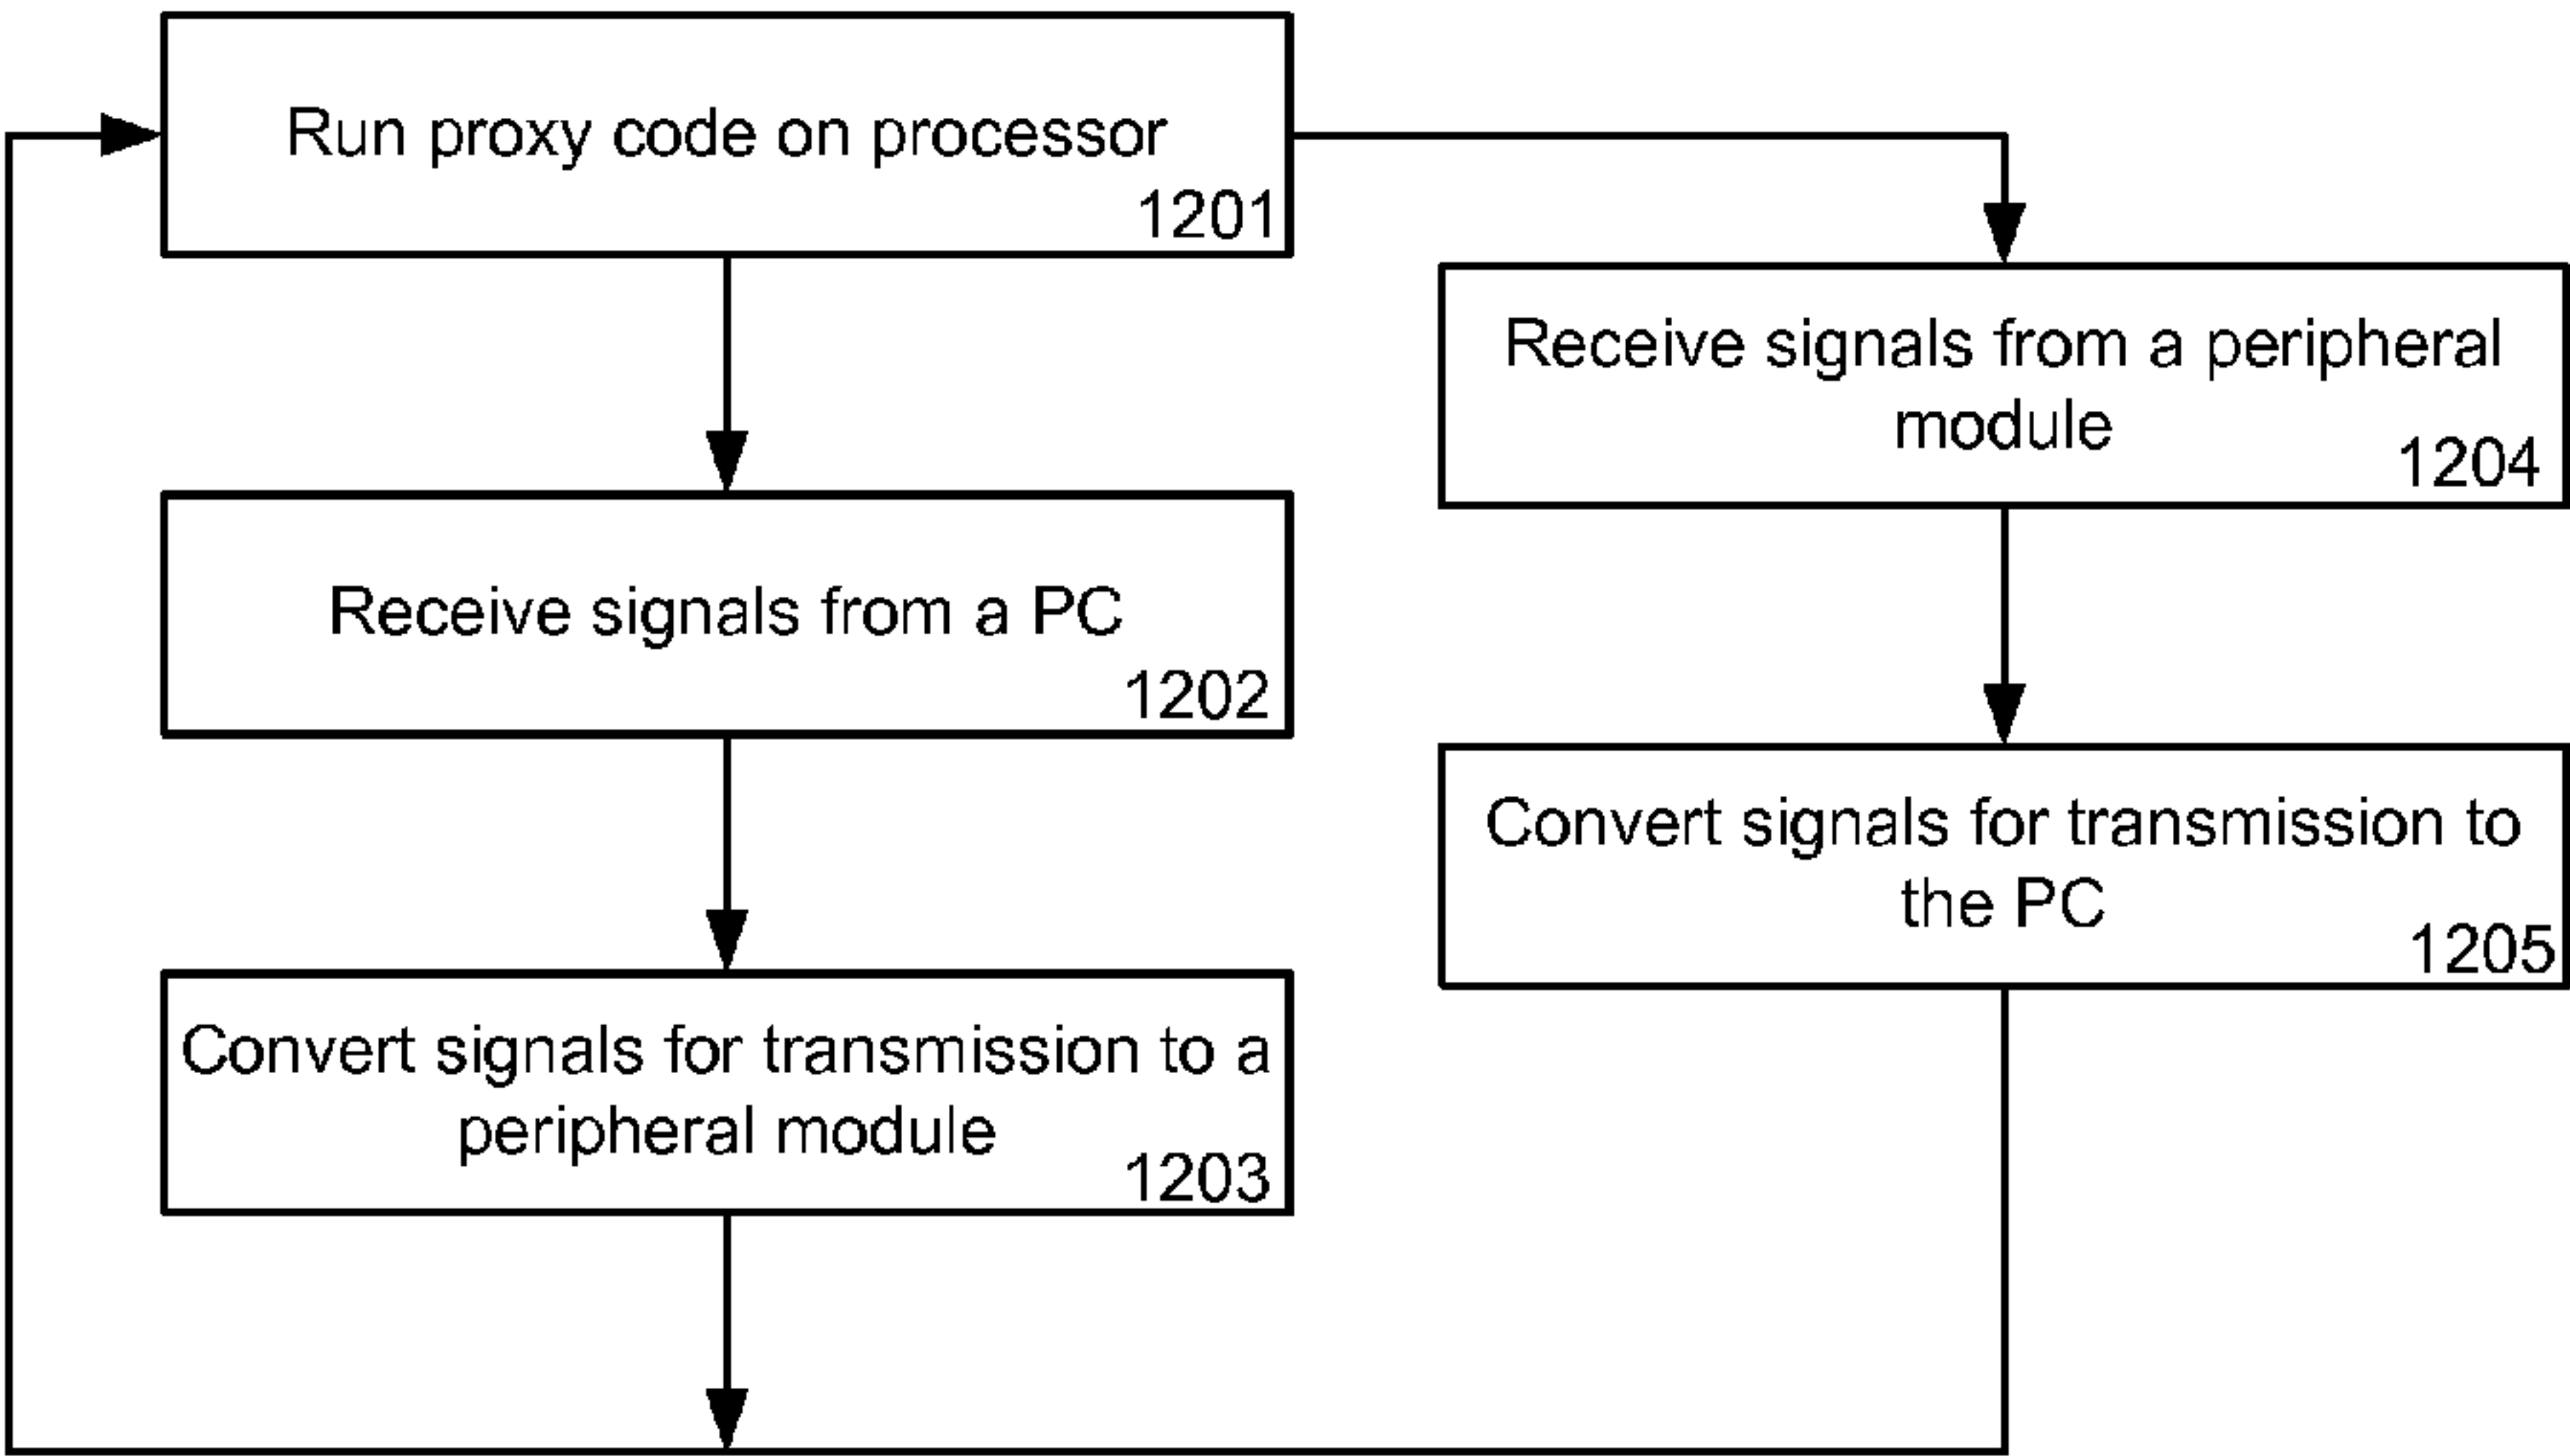 Run proxy code on processor
1201
Receive signals from a PC
1202
Convert signals for transmission to a
peripheral module
1203
Receive signals from a peripheral
module
1204
Convert signals for transmission to
the PC
1205